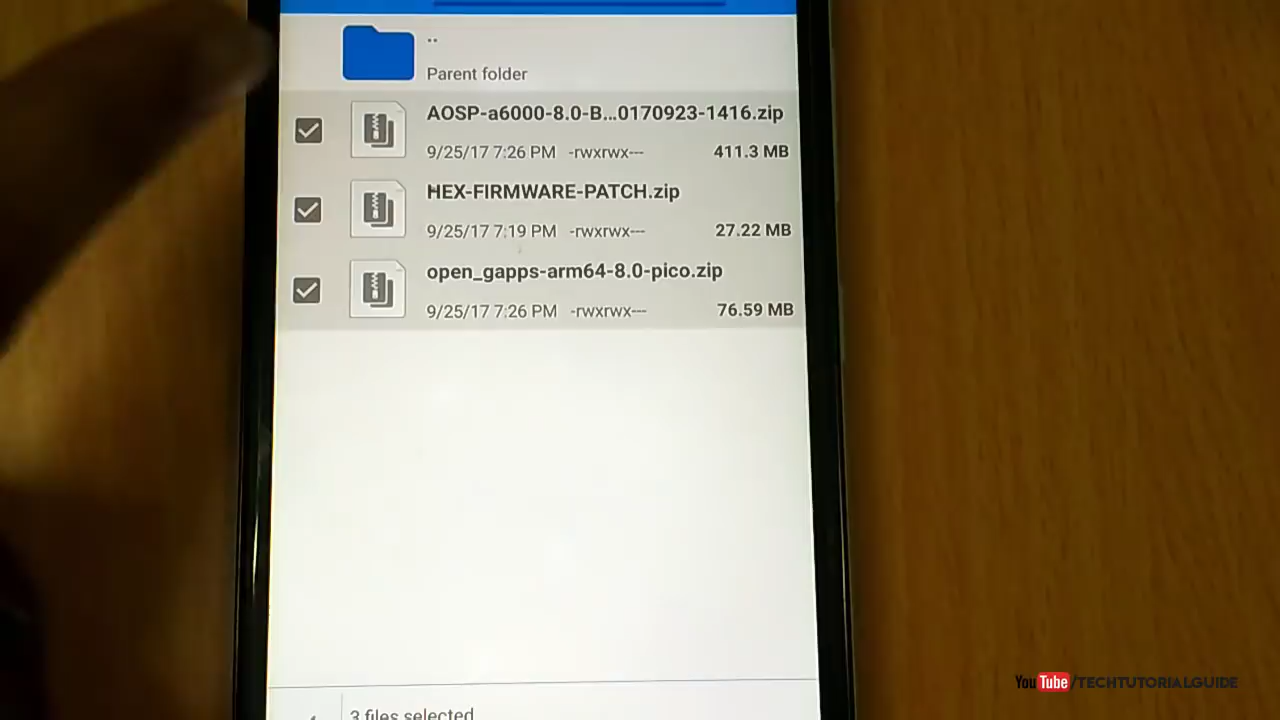 ..
Parent folder
AOSP-a6000-8.0-B...0170923-1416.zip
9/25/17 7:26 PM -rwxrwx--- 411.3 MB
HEX-FIRMWARE-PATCH.zip
9/25/17 7:19 PM -rwxrwx--- 27.22 MB
open_gapps-arm64-8.0-pico.zip
9/25/17 7:26 PM -rwxrwx--- 76.59 MB
3 files selected
YouTube/TECHTUTORIALGUIDE